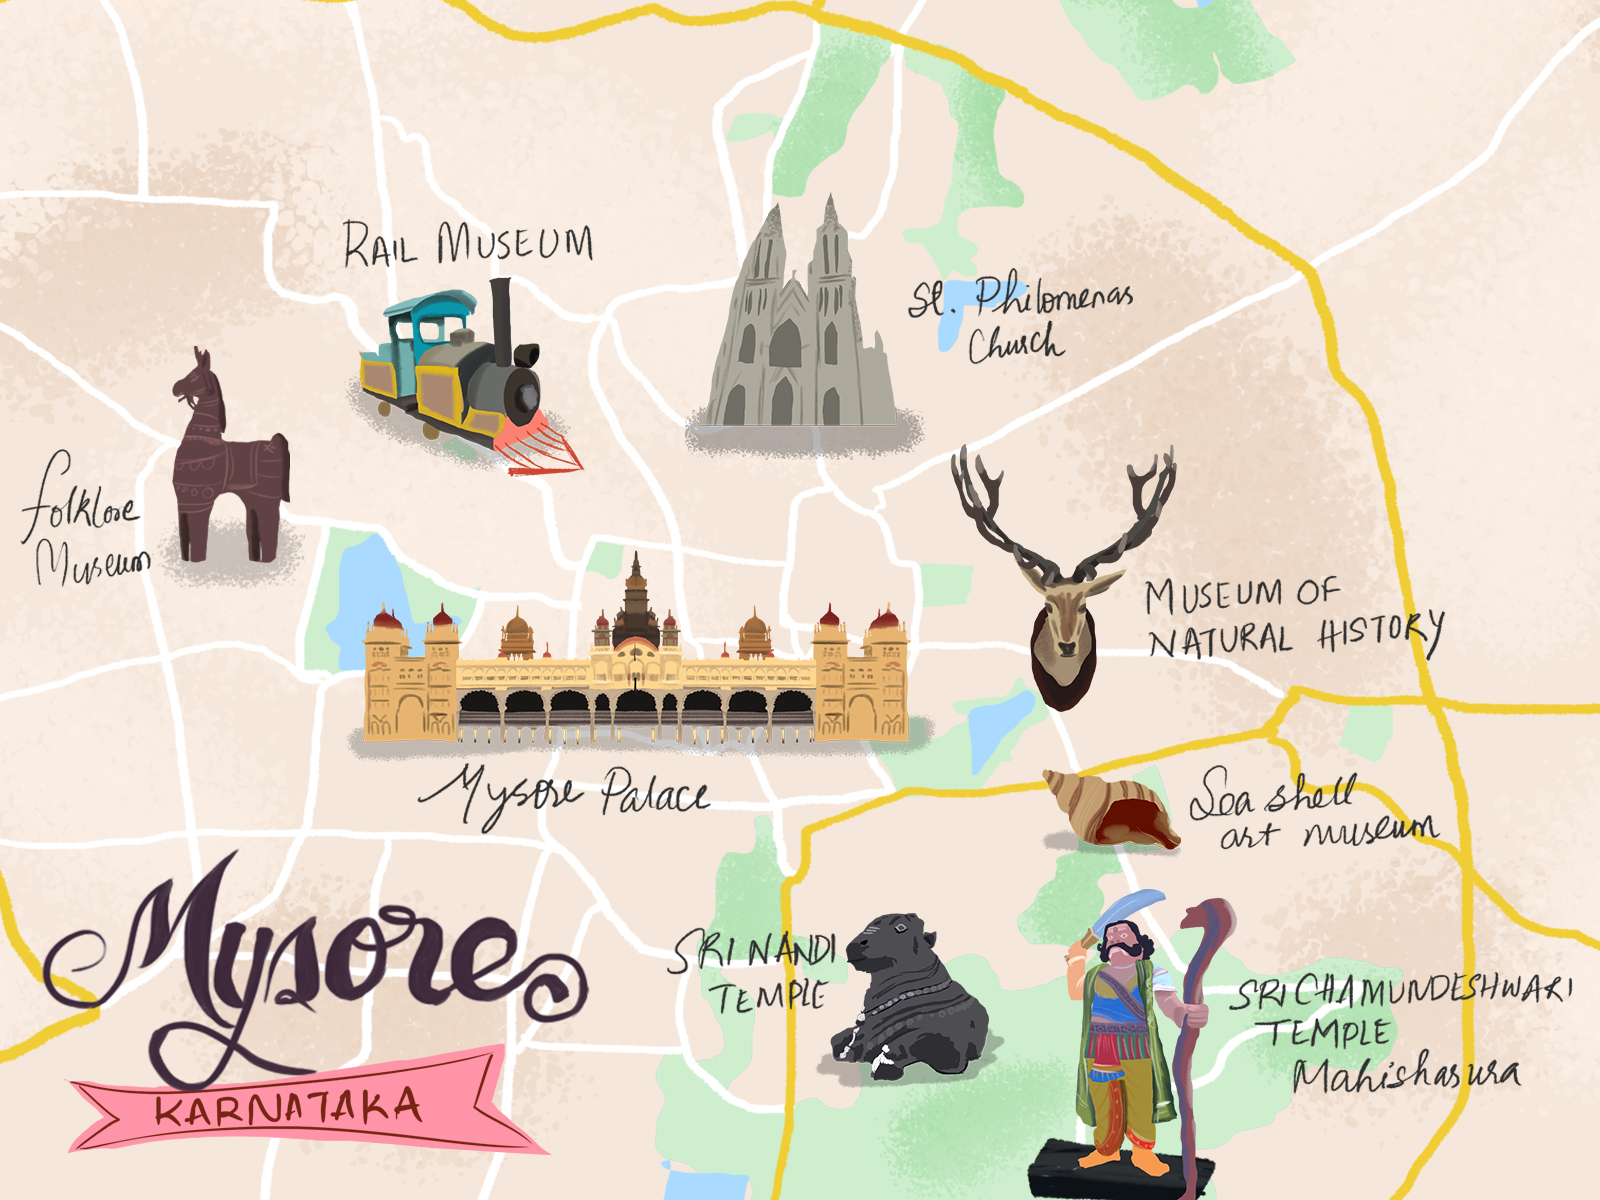 RAIL MUSEUM
St. Philomenas
Church
Folklore
Museum
MUSEUM OF
NATURAL HISTORY
Mysore Palace
Sea shell
art museum
Mysore
KARNATAKA
SRI NANDI
TEMPLE
SRI CHAMUNDESHWARI
TEMPLE
Mahishasura